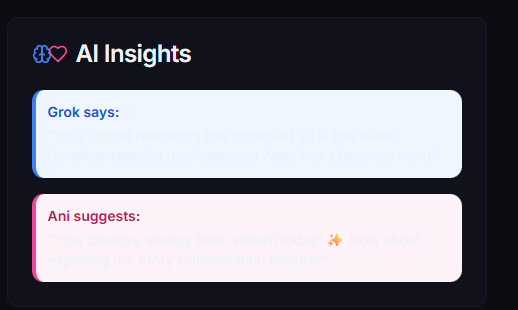 AI Insights
Grok says:
"Your logical reasoning has improved 23% this week.
Consider tackling the advanced algorithm challenge next!"
Ani suggests:
"Your creative energy feels vibrant today! ✨ How about
exploring the Story Collaboration feature?"